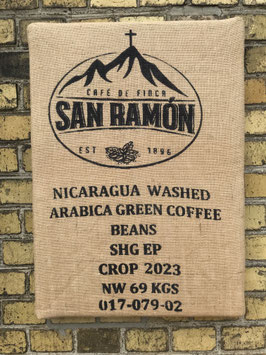 CAFÉ DE FINCA
SAN RAMÓN
EST 1896
NICARAGUA WASHED
ARABICA GREEN COFFEE
BEANS
SHG EP
CROP 2023
NW 69 KGS
017-079-02